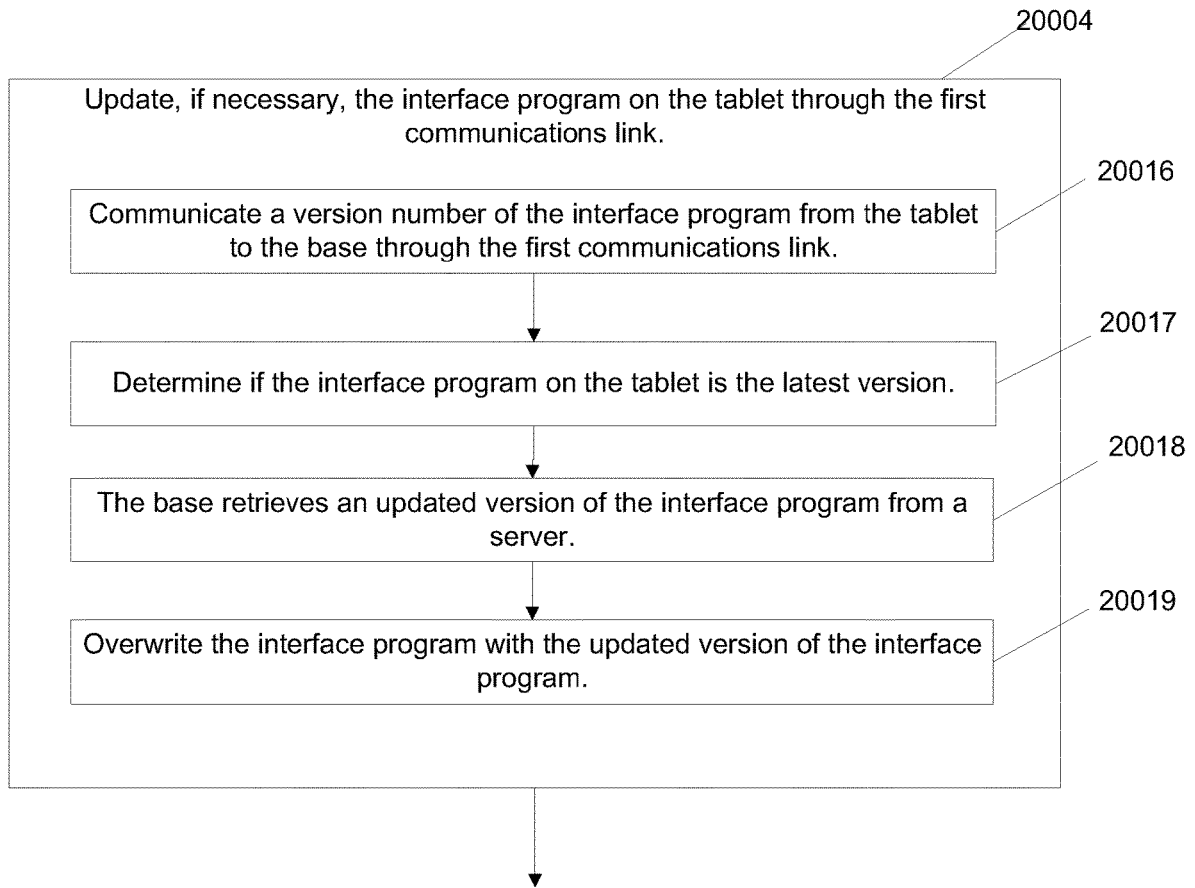 20004
Update, if necessary, the interface program on the tablet through the first
communications link.
20016
Communicate a version number of the interface program from the tablet
to the base through the first communications link.
20017
Determine if the interface program on the tablet is the latest version.
20018
The base retrieves an updated version of the interface program from a
server.
20019
Overwrite the interface program with the updated version of the interface
program.